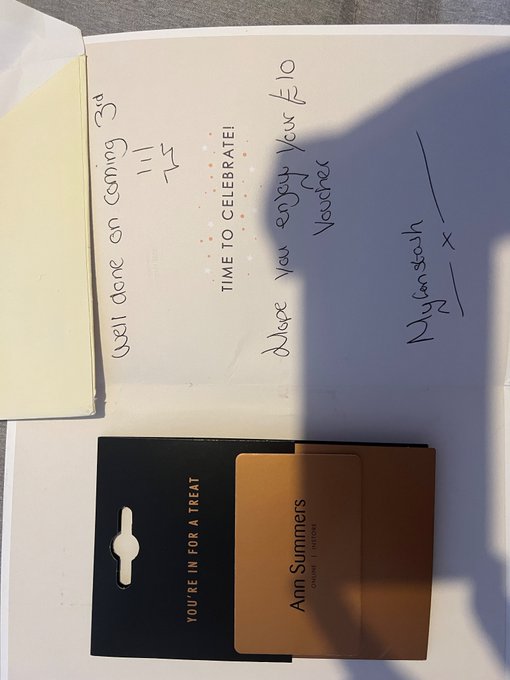 Well done on coming 3rd
!!!
TIME TO CELEBRATE!
Hope you enjoy your £10
Voucher
x
YOU'RE IN FOR A TREAT
Ann Summers
ONLINE | INSTORE